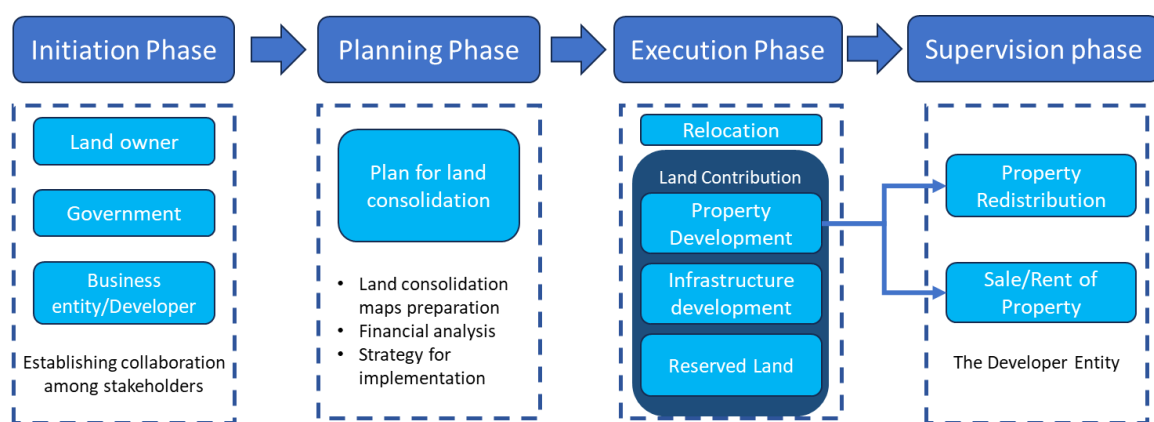 Initiation Phase
Planning Phase
Execution Phase
Supervision phase
Land owner
Government
Business
entity/Developer
Establishing collaboration
among stakeholders
Plan for land
consolidation
• Land consolidation
maps preparation
• Financial analysis
• Strategy for
implementation
Relocation
Land Contribution
Property
Development
Infrastructure
development
Reserved Land
Property
Redistribution
Sale/Rent of
Property
The Developer Entity